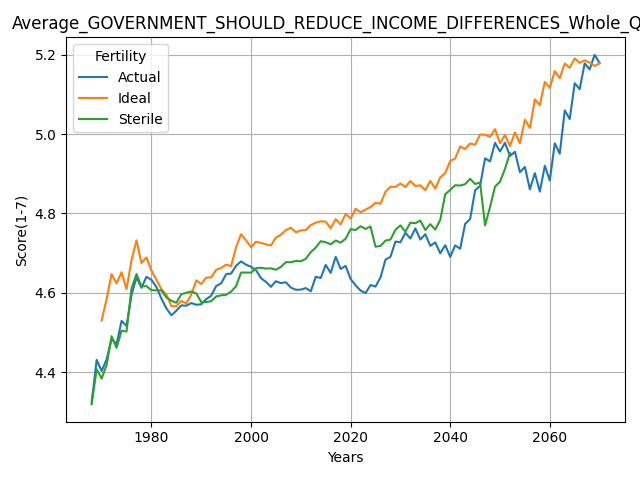 Average_GOVERNMENT_SHOULD_REDUCE_INCOME_DIFFERENCES_Whole_Q
Fertility
Actual
Ideal
Sterile
Score(1-7)
5.2
5.0
4.8
4.6
4.4
1980 2000 2020 2040 2060
Years